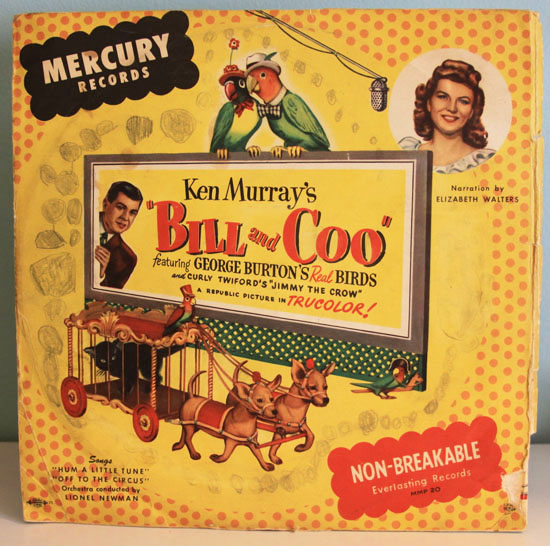 MERCURY
RECORDS
Narration by
ELIZABETH WALTERS
Ken Murray's
"BILL and COO"
featuring GEORGE BURTON'S Real BIRDS
and CURLY TWIFORD'S "JIMMY THE CROW"
A REPUBLIC PICTURE IN TRUCOLOR!
Songs
"HUM A LITTLE TUNE"
"OFF TO THE CIRCUS"
Orchestra conducted by
LIONEL NEWMAN
NON-BREAKABLE
Everlasting Records
MMP 20